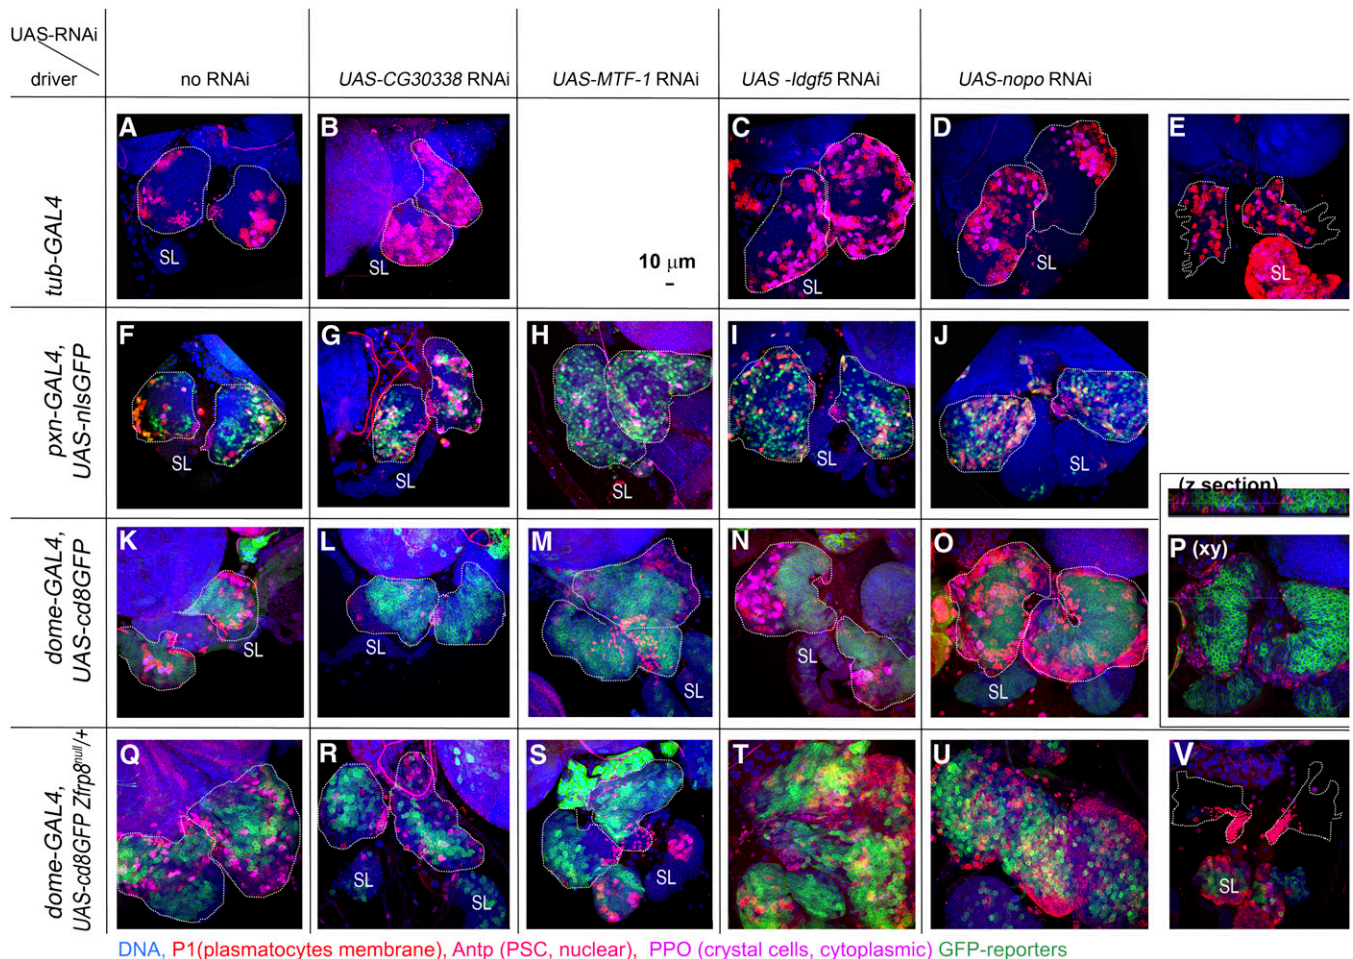 UAS-RNAi
driver
no RNAi
UAS-CG30338 RNAi
UAS-MTF-1 RNAi
UAS -Idgf5 RNAi
UAS-nopo RNAi
tub-GAL4
A
SL
B
SL
10 μm
C
SL
D
SL
E
SL
pxn-GAL4,
UAS-nlsGFP
F
SL
G
SL
H
SL
I
SL
J
SL
(z section)
dome-GAL4,
UAS-cd8GFP
K
SL
L
SL
M
SL
N
SL
O
SL
P (xy)
dome-GAL4,
UAS-cd8GFP Zfrp8null/+
Q
R
SL
S
SL
T
U
V
SL
DNA, P1(plasmatocytes membrane), Antp (PSC, nuclear), PPO (crystal cells, cytoplasmic) GFP-reporters